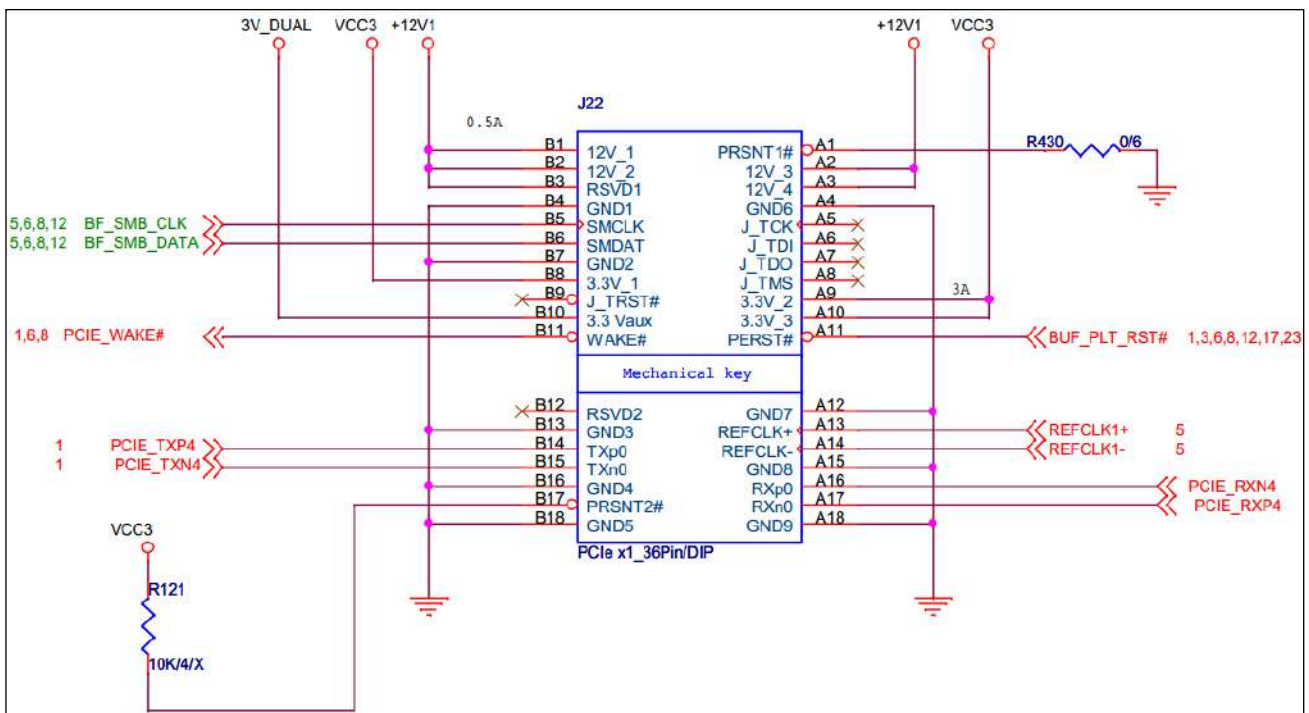 3V_DUAL VCC3 +12V1 +12V1 VCC3
J22
0.5A
B1 12V_1 PRSNT1# A1 R430 0/6
B2 12V_2 12V_3 A2
B3 RSVD1 12V_4 A3
B4 GND1 GND6 A4
5,6,8,12 BF_SMB_CLK B5 SMCLK J_TCK A5
5,6,8,12 BF_SMB_DATA B6 SMDAT J_TDI A6
B7 GND2 J_TDO A7
B8 3.3V_1 J_TMS A8
B9 J_TRST# 3.3V_2 A9 3A
B10 3.3 Vaux 3.3V_3 A10
1,6,8 PCIE_WAKE# B11 WAKE# PERST# A11 BUF_PLT_RST# 1,3,6,8,12,17,23
Mechanical key
B12 RSVD2 GND7 A12
B13 GND3 REFCLK+ A13 REFCLK1+ 5
1 PCIE_TXP4 B14 TXp0 REFCLK- A14 REFCLK1- 5
1 PCIE_TXN4 B15 TXn0 GND8 A15
B16 GND4 RXp0 A16 PCIE_RXN4
B17 PRSNT2# RXn0 A17 PCIE_RXP4
B18 GND5 GND9 A18
VCC3
PCIe x1_36Pin/DIP
R121
10K/4/X